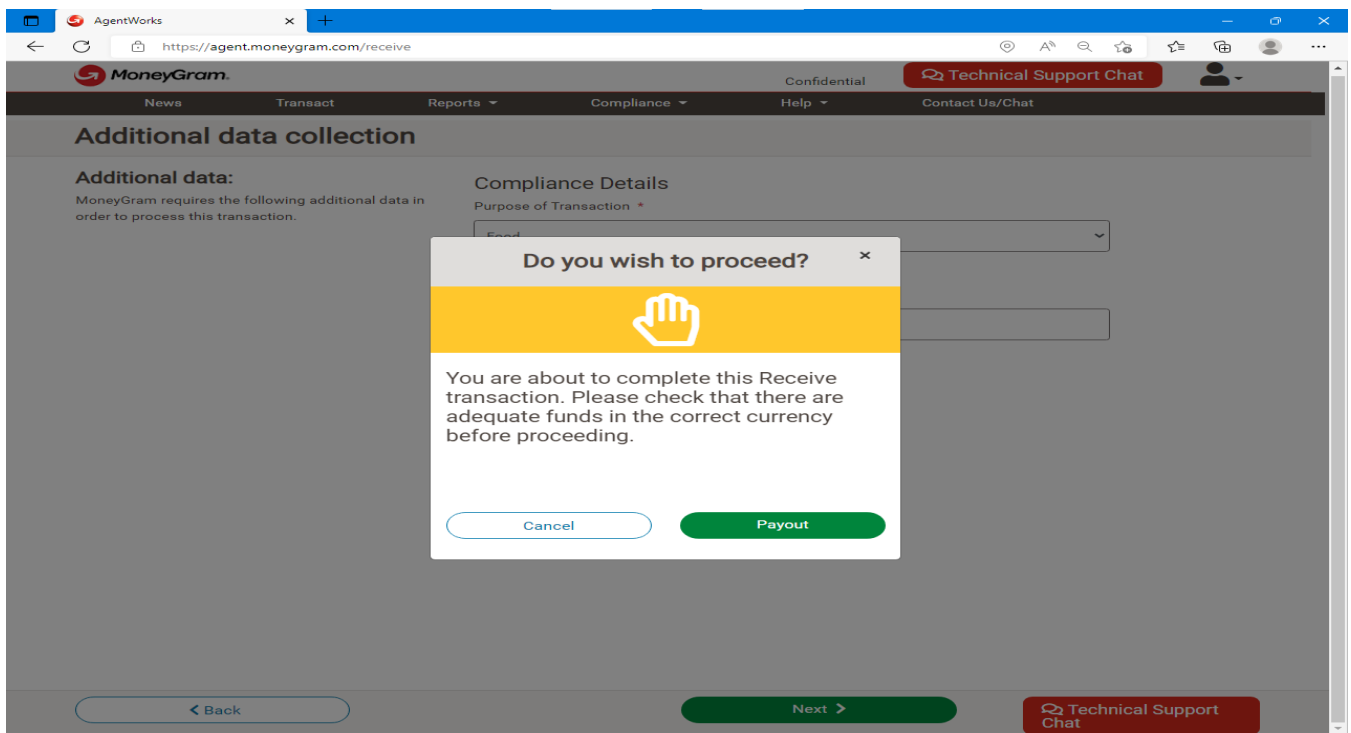 AgentWorks
https://agent.moneygram.com/receive
MoneyGram.
Confidential
Technical Support Chat
News Transact Reports Compliance Help Contact Us/Chat
Additional data collection
Additional data:
MoneyGram requires the following additional data in
order to process this transaction.
Compliance Details
Purpose of Transaction *
Food
Do you wish to proceed? ×
You are about to complete this Receive
transaction. Please check that there are
adequate funds in the correct currency
before proceeding.
Cancel Payout
Back Next
Technical Support
Chat